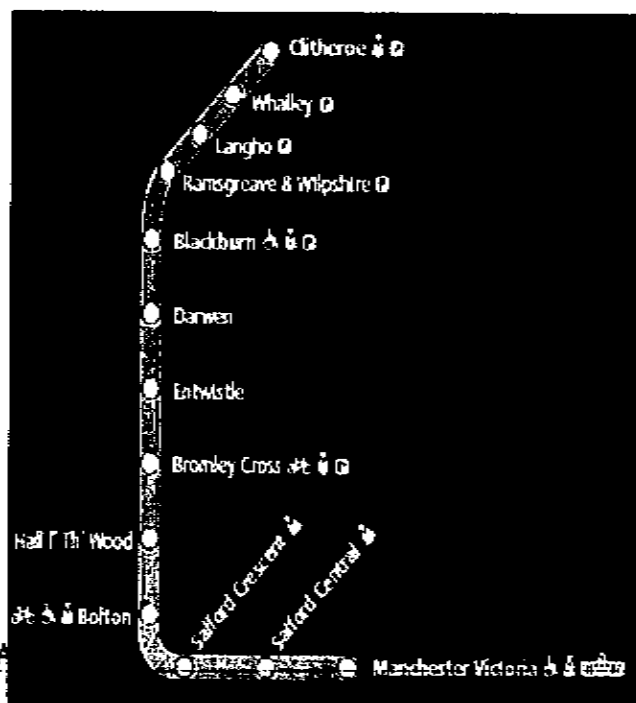 Clitheroe
Whalley
Langho
Ramsgreave & Wilpshire
Blackburn
Darwen
Entwistle
Bromley Cross
Hall I' Th' Wood
Bolton
Salford Crescent
Salford Central
Manchester Victoria